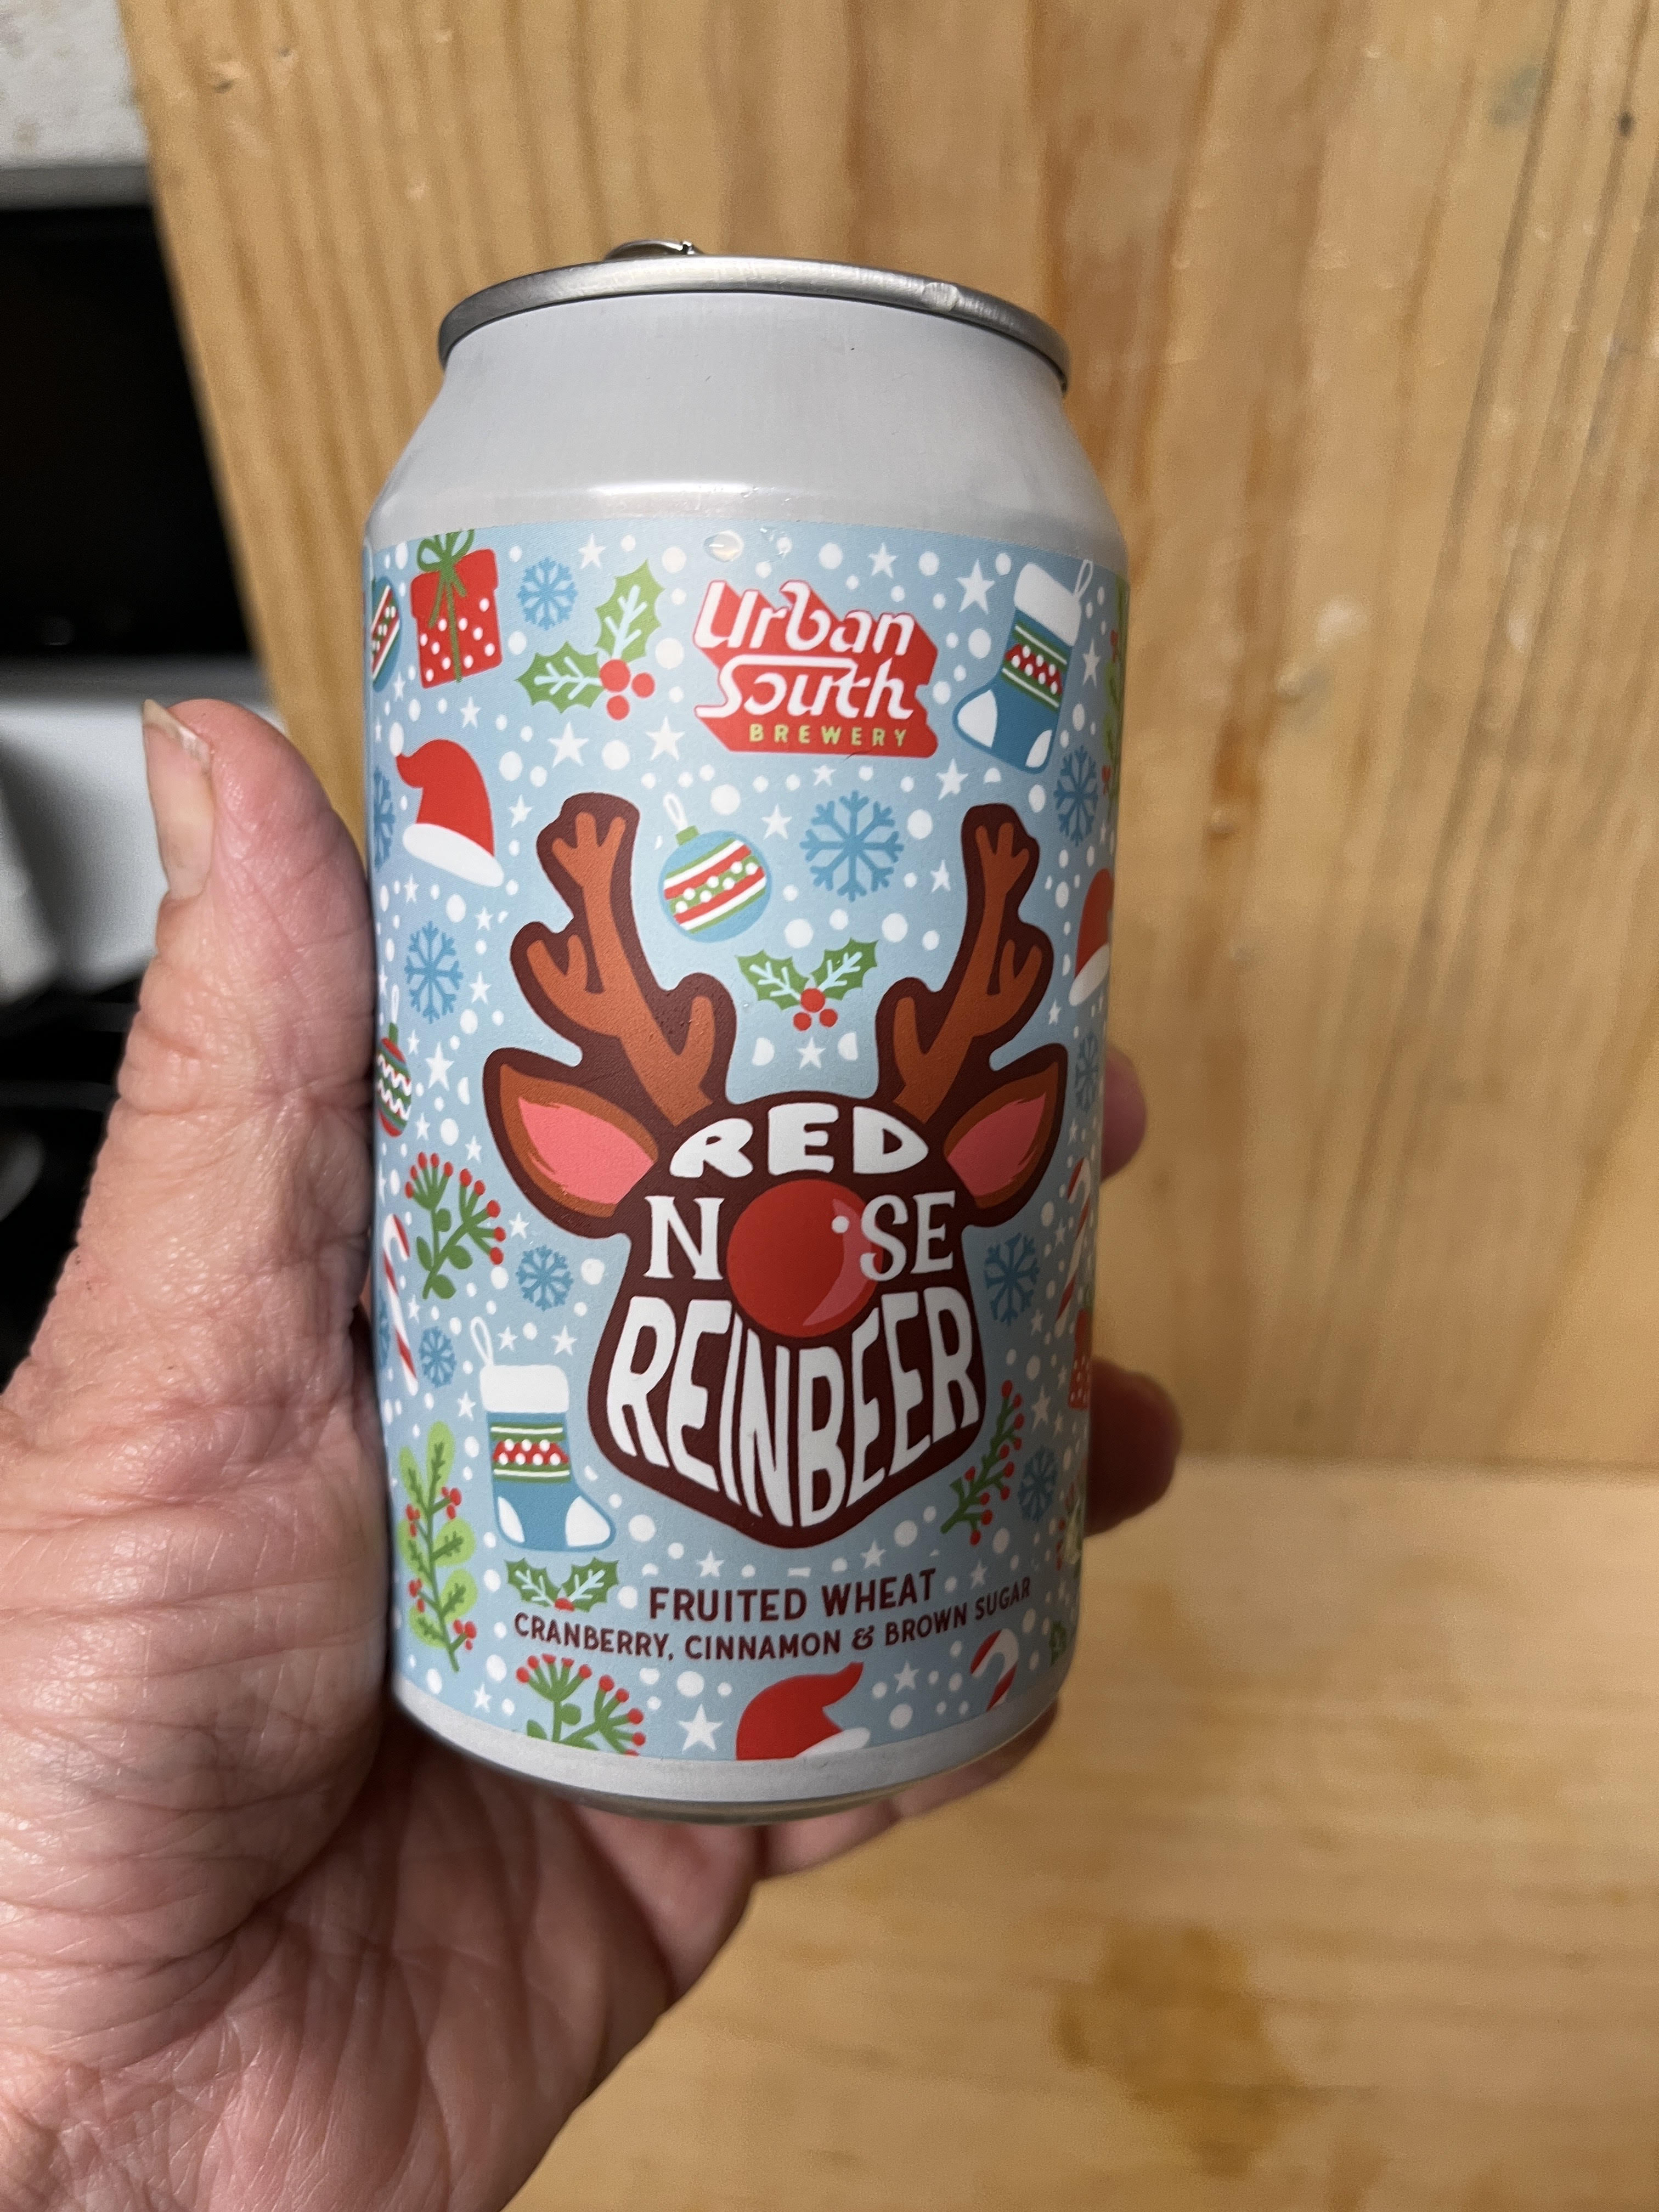 Urban
South
BREWERY
RED
NOSE
REINBEER
FRUITED WHEAT
CRANBERRY, CINNAMON & BROWN SUGAR